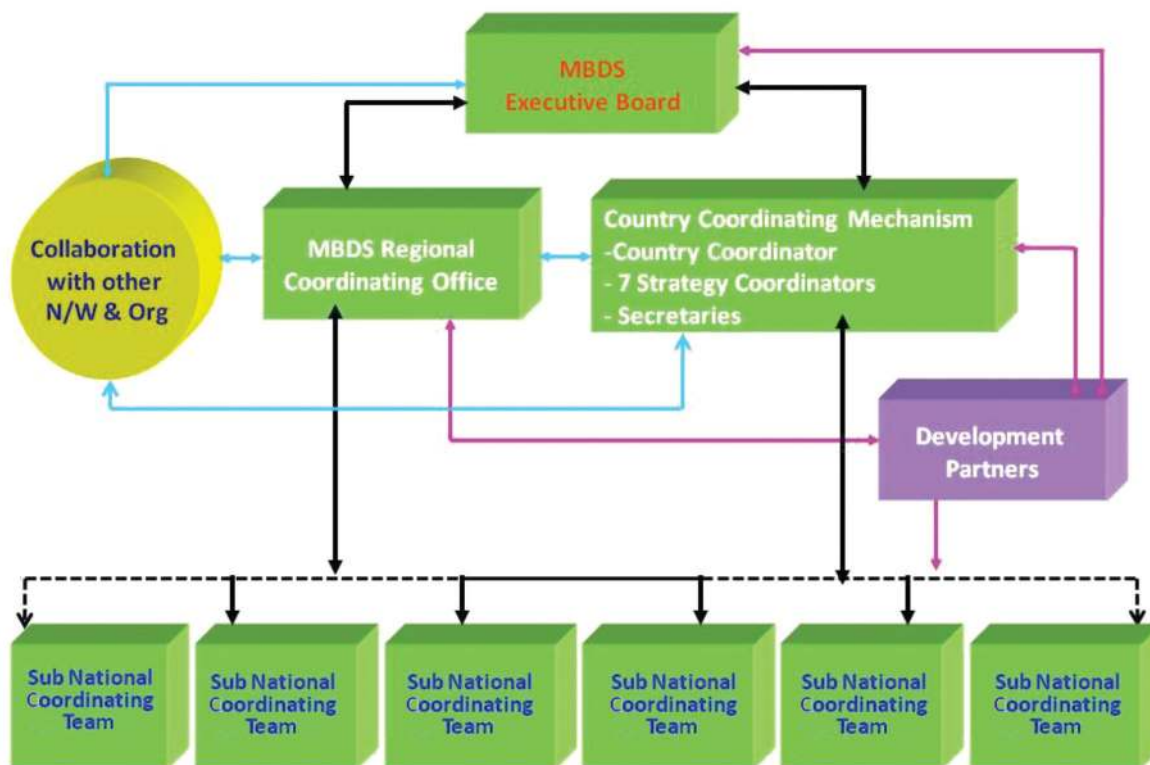 MBDS
Executive Board
Collaboration
with other
N/W & Org
MBDS Regional
Coordinating Office
Country Coordinating Mechanism
-Country Coordinator
- 7 Strategy Coordinators
- Secretaries
Development
Partners
Sub National
Coordinating
Team
Sub National
Coordinating
Team
Sub National
Coordinating
Team
Sub National
Coordinating
Team
Sub National
Coordinating
Team
Sub National
Coordinating
Team